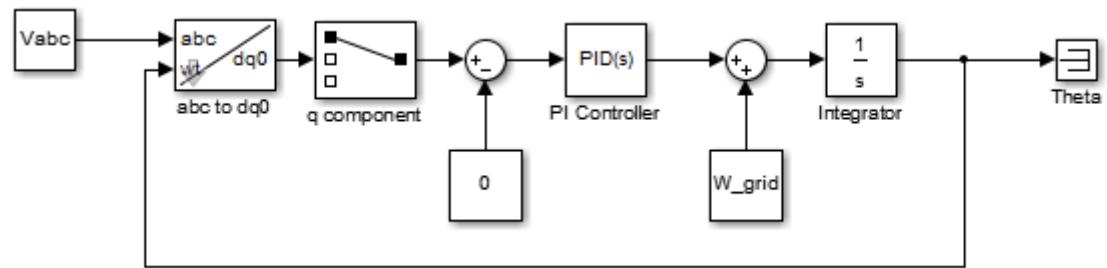 Vabc
abc
wt
dq0
abc to dq0
q component
+
−
PID(s)
PI Controller
+
+
1
s
Integrator
Theta
0
W_grid